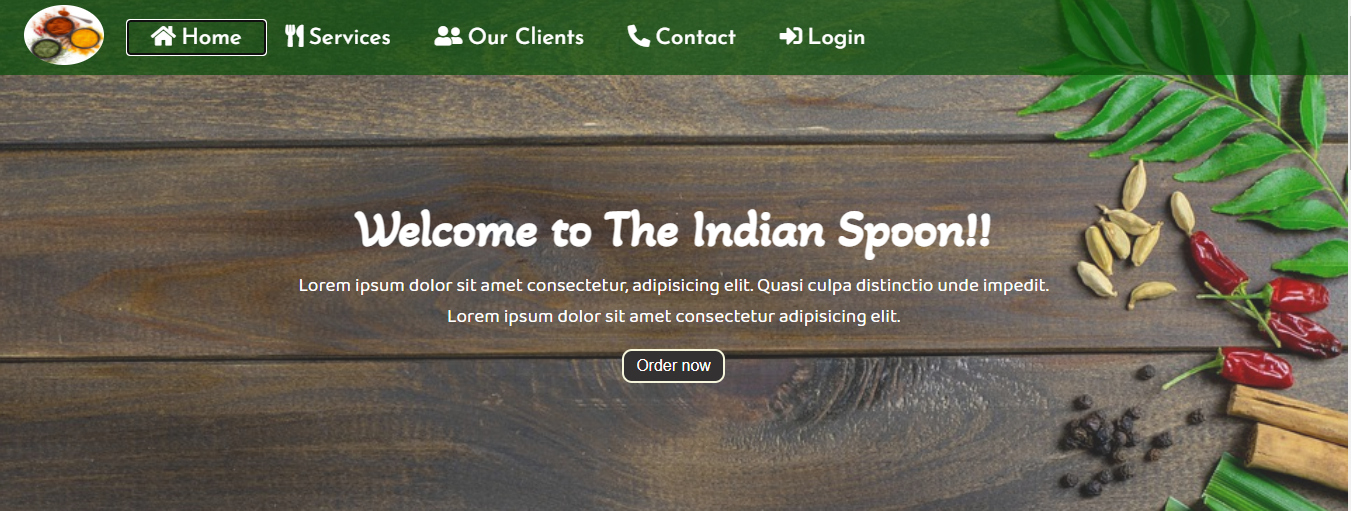 Home Services Our Clients Contact Login
Welcome to The Indian Spoon!!
Lorem ipsum dolor sit amet consectetur, adipisicing elit. Quasi culpa distinctio unde impedit.
Lorem ipsum dolor sit amet consectetur adipisicing elit.
Order now